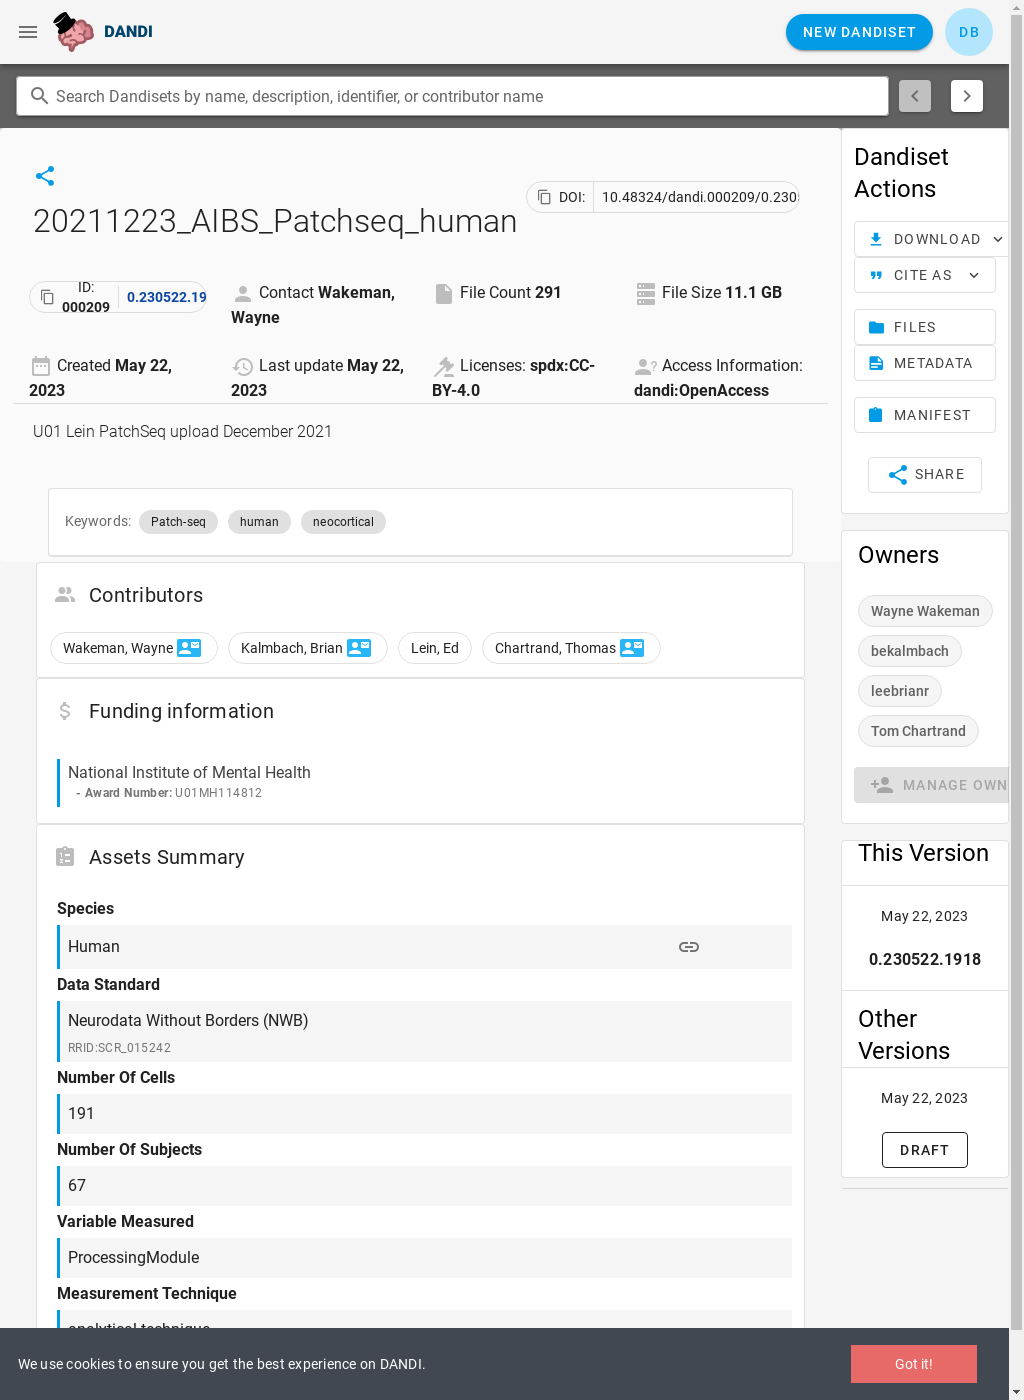 DANDI
NEW DANDISET
DB
Search Dandisets by name, description, identifier, or contributor name
20211223_AIBS_Patchseq_human
DOI: 10.48324/dandi.000209/0.230
ID:
000209
0.230522.19
Contact Wakeman,
Wayne
File Count 291
File Size 11.1 GB
Created May 22,
2023
Last update May 22,
2023
Licenses: spdx:CC-
BY-4.0
Access Information:
dandi:OpenAccess
U01 Lein PatchSeq upload December 2021
Keywords: Patch-seq human neocortical
Contributors
Wakeman, Wayne Kalmbach, Brian Lein, Ed Chartrand, Thomas
Funding information
National Institute of Mental Health
- Award Number: U01MH114812
Assets Summary
Species
Human
Data Standard
Neurodata Without Borders (NWB)
RRID:SCR_015242
Number Of Cells
191
Number Of Subjects
67
Variable Measured
ProcessingModule
Measurement Technique
analytical technique
Dandiset
Actions
DOWNLOAD
CITE AS
FILES
METADATA
MANIFEST
SHARE
Owners
Wayne Wakeman
bekalmbach
leebrianr
Tom Chartrand
MANAGE OWN
This Version
May 22, 2023
0.230522.1918
Other
Versions
May 22, 2023
DRAFT
We use cookies to ensure you get the best experience on DANDI.
Got it!